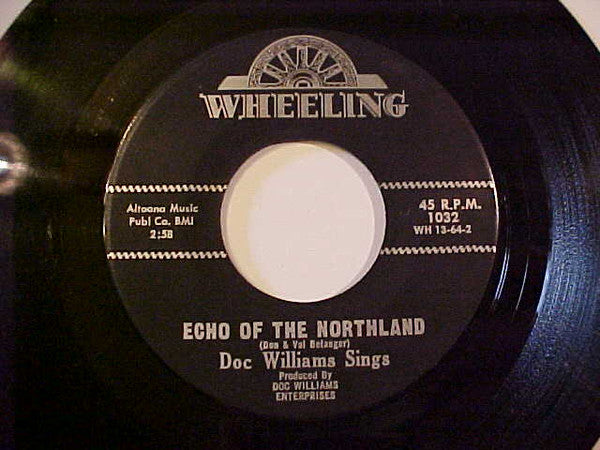 WHEELING
Altoona Music
Publ Co. BMI
2:58
45 R.P.M.
1032
WH 13-64-2
ECHO OF THE NORTHLAND
(Don & Val Belanger)
Doc Williams Sings
Produced By
DOC WILLIAMS
ENTERPRISES